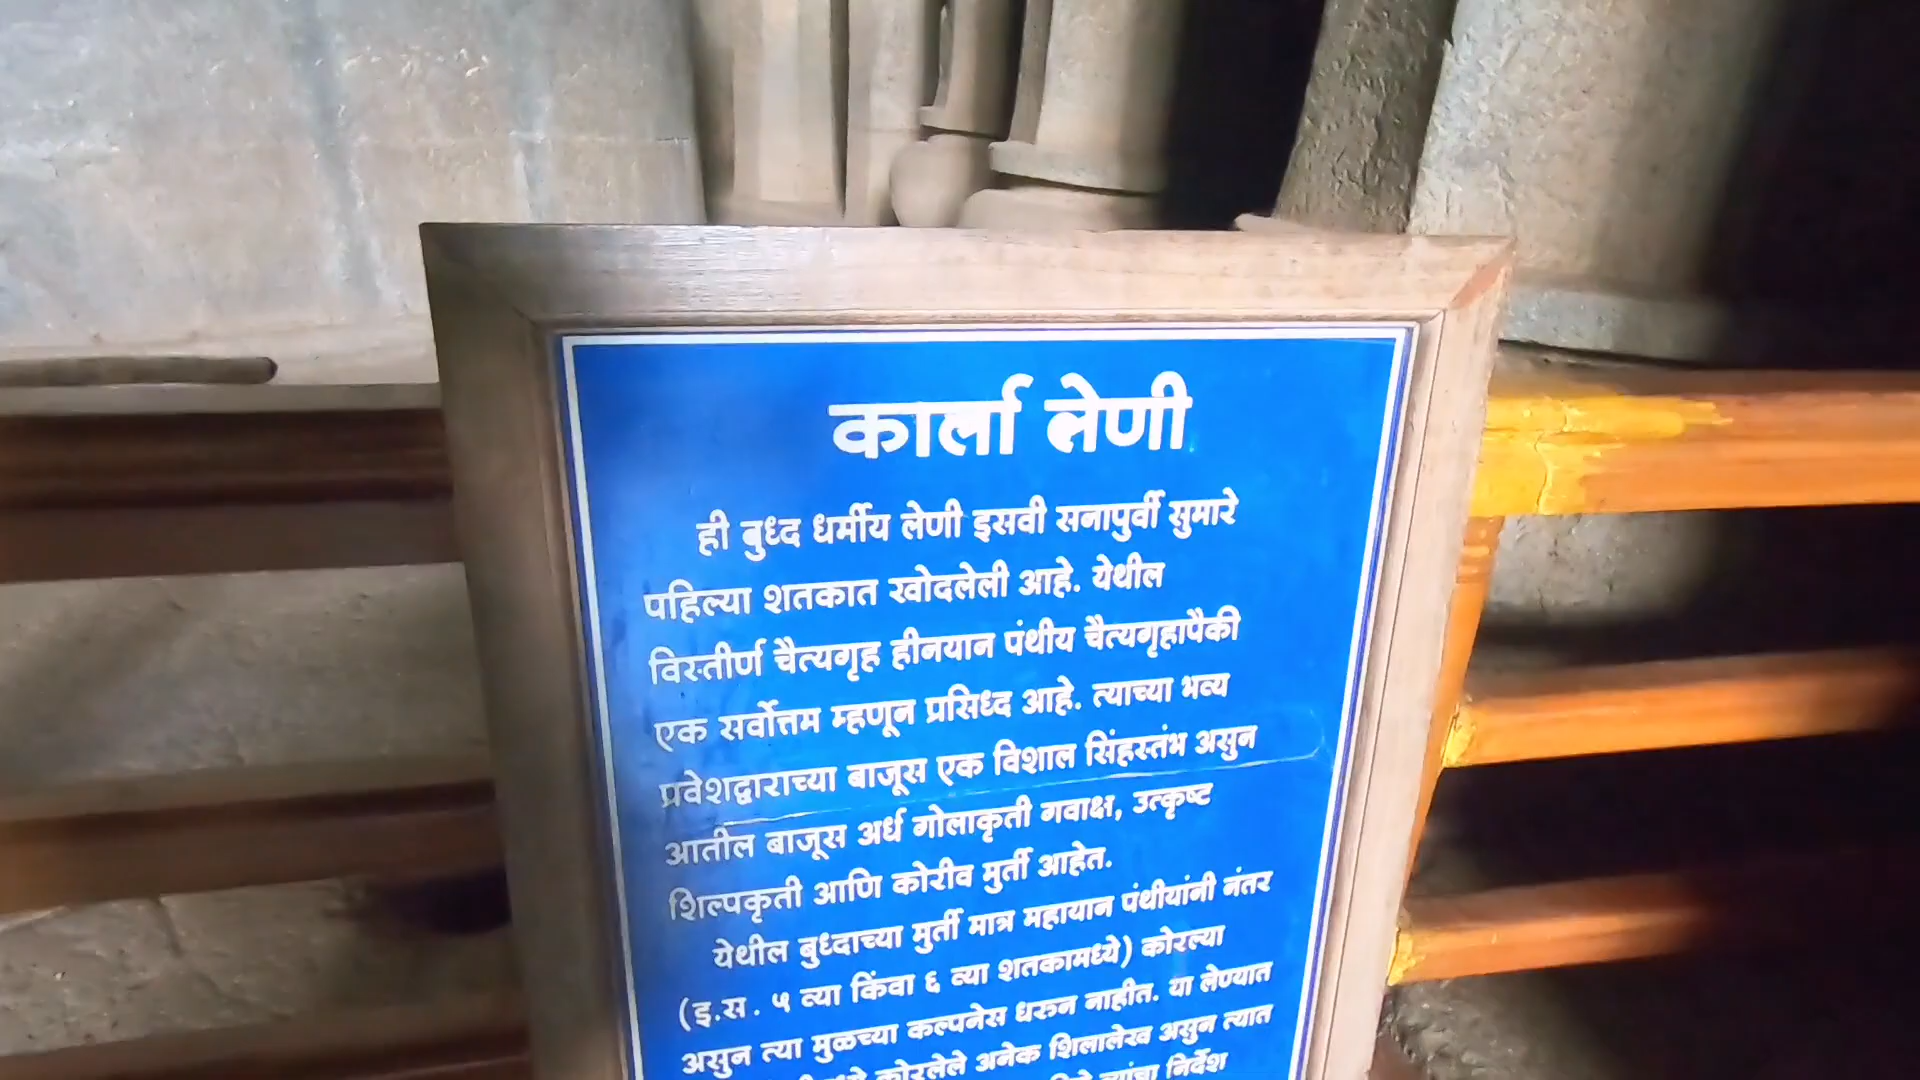 कार्ला लेणी
ही बुध्द धर्मीय लेणी इसवी सनापुर्वी सुमारे
पहिल्या शतकात खोदलेली आहे. येथील
विस्तीर्ण चैत्यगृह हीनयान पंथीय चैत्यगृहापैकी
एक सर्वोत्तम म्हणून प्रसिध्द आहे. त्याच्या भव्य
प्रवेशद्वाराच्या बाजूस एक विशाल सिंहस्तंभ असुन
आतील बाजूस अर्ध गोलाकृती गवाक्ष, उत्कृष्ट
शिल्पकृती आणि कोरीव मुर्ती आहेत.
येथील बुध्दाच्या मुर्ती मात्र महायान पंथीयांनी नंतर
(इ.स. ५ व्या किंवा ६ व्या शतकामध्ये) कोरल्या
असुन त्या मुळच्या कल्पनेस धरुन नाहीत. या लेण्यात
कोरलेले अनेक शिलालेख असुन त्यात
त्यांचा निर्देश